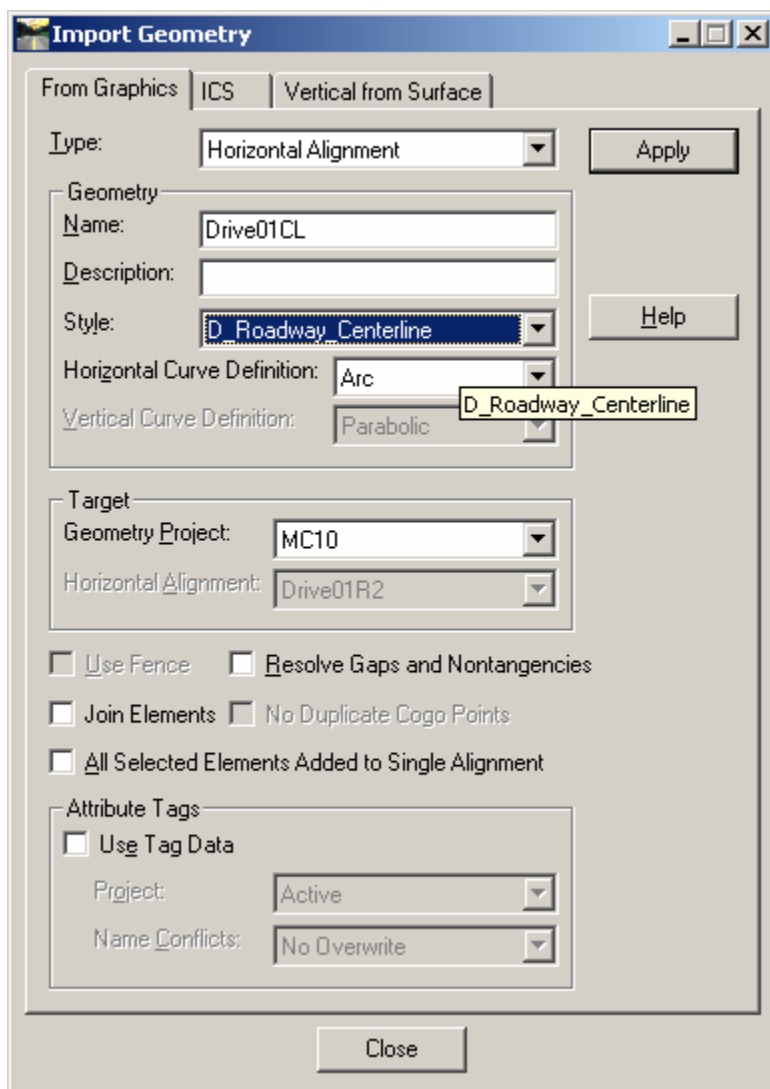 Import Geometry
From Graphics ICS Vertical from Surface
Type: Horizontal Alignment Apply
Geometry
Name: Drive01CL
Description:
Style: D_Roadway_Centerline Help
Horizontal Curve Definition: Arc
D_Roadway_Centerline
Vertical Curve Definition: Parabolic
Target
Geometry Project: MC10
Horizontal Alignment: Drive01R2
Use Fence Resolve Gaps and Nontangencies
Join Elements No Duplicate Cogo Points
All Selected Elements Added to Single Alignment
Attribute Tags
Use Tag Data
Project: Active
Name Conflicts: No Overwrite
Close